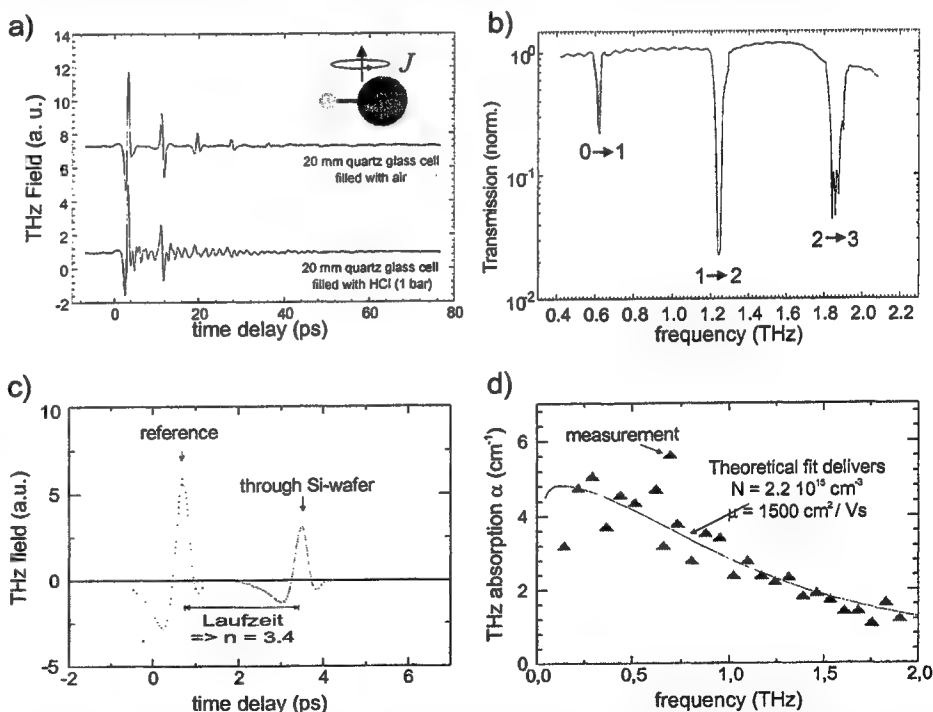 a)
14
12
10
8
6
4
2
0
-2
THz Field (a. u.)
J
20 mm quartz glass cell
filled with air
20 mm quartz glass cell
filled with HCl (1 bar)
0 20 40 60 80
time delay (ps)
b)
10⁰
10⁻¹
10⁻²
Transmission (norm.)
0→1
1→2
2→3
0.4 0.6 0.8 1.0 1.2 1.4 1.6 1.8 2.0 2.2
frequency (THz)
c)
10
5
0
-5
THz field (a.u.)
reference
through Si-wafer
Laufzeit
=> n = 3.4
-2 0 2 4 6
time delay (ps)
d)
6
4
2
0
THz absorption α (cm⁻¹)
measurement
Theoretical fit delivers
N = 2.2 10¹⁵ cm⁻³
μ = 1500 cm²/ Vs
0,0 0,5 1,0 1,5 2,0
frequency (THz)